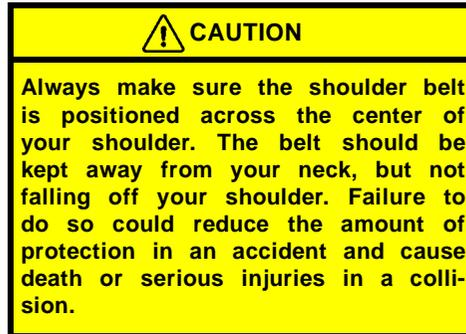 CAUTION
Always make sure the shoulder belt
is positioned across the center of
your shoulder. The belt should be
kept away from your neck, but not
falling off your shoulder. Failure to
do so could reduce the amount of
protection in an accident and cause
death or serious injuries in a colli-
sion.